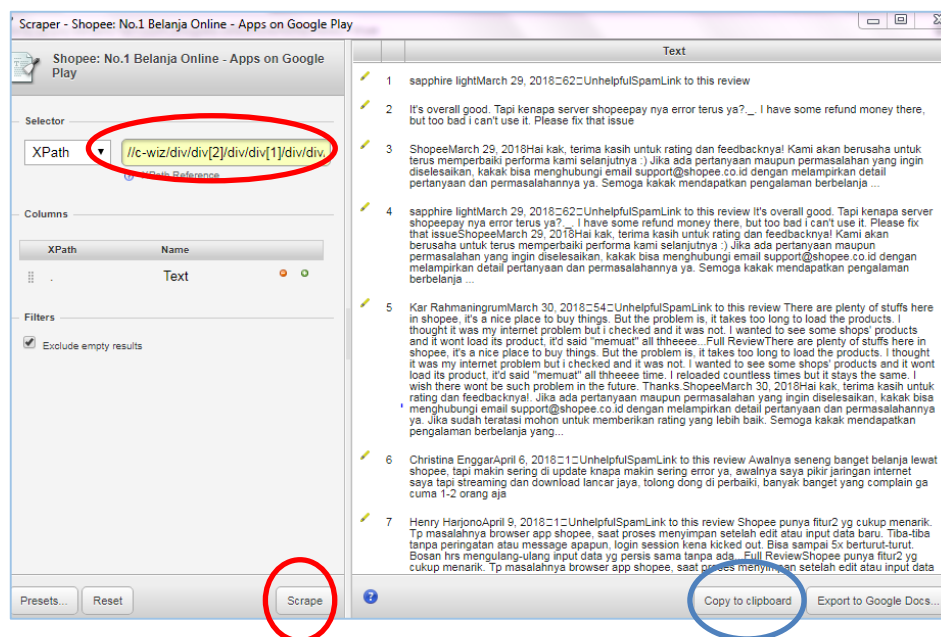 Scraper - Shopee: No.1 Belanja Online - Apps on Google Play
Shopee: No.1 Belanja Online - Apps on Google
Play
Selector
XPath
//c-wiz/div/div[2]/div/div[1]/div/div,
XPath Reference
Columns
XPath Name
. Text
Filters
Exclude empty results
Presets... Reset Scrape
Text
1 sapphire lightMarch 29, 2018 62 UnhelpfulSpamLink to this review
2 It's overall good. Tapi kenapa server shopeepay nya error terus ya?._. I have some refund money there,
but too bad i can't use it. Please fix that issue
3 ShopeeMarch 29, 2018Hai kak, terima kasih untuk rating dan feedbacknya! Kami akan berusaha untuk
terus memperbaiki performa kami selanjutnya :) Jika ada pertanyaan maupun permasalahan yang ingin
diselesaikan, kakak bisa menghubungi email support@shopee.co.id dengan melampirkan detail
pertanyaan dan permasalahannya ya. Semoga kakak mendapatkan pengalaman berbelanja ...
4 sapphire lightMarch 29, 2018 62 UnhelpfulSpamLink to this review It's overall good. Tapi kenapa server
shopeepay nya error terus ya?._. I have some refund money there, but too bad i can't use it. Please fix
that issueShopeeMarch 29, 2018Hai kak, terima kasih untuk rating dan feedbacknya! Kami akan
berusaha untuk terus memperbaiki performa kami selanjutnya :) Jika ada pertanyaan maupun
permasalahan yang ingin diselesaikan, kakak bisa menghubungi email support@shopee.co.id dengan
melampirkan detail pertanyaan dan permasalahannya ya. Semoga kakak mendapatkan pengalaman
berbelanja ...
5 Kar RahmaningrumMarch 30, 2018 54 UnhelpfulSpamLink to this review There are plenty of stuffs here
in shopee, it's a nice place to buy things. But the problem is, it takes too long to load the products. I
thought it was my internet problem but i checked and it was not. I wanted to see some shops' products
and it wont load its product, it'd said "memuat" all thheeee...Full ReviewThere are plenty of stuffs here in
shopee, it's a nice place to buy things. But the problem is, it takes too long to load the products. I thought
it was my internet problem but i checked and it was not. I wanted to see some shops' products and it wont
load its product, it'd said "memuat" all thheeee time. I reloaded countless times but it stays the same. I
wish there wont be such problem in the future. Thanks.ShopeeMarch 30, 2018Hai kak, terima kasih untuk
rating dan feedbacknya!. Jika ada pertanyaan maupun permasalahan yang ingin diselesaikan, kakak bisa
menghubungi email support@shopee.co.id dengan melampirkan detail pertanyaan dan permasalahannya
ya. Jika sudah teratasi mohon untuk memberikan rating yang lebih baik. Semoga kakak mendapatkan
pengalaman berbelanja yang...
6 Christina EnggarApril 6, 2018 1 UnhelpfulSpamLink to this review Awalnya seneng banget belanja lewat
shopee, tapi makin sering di update knapa makin sering error ya, awalnya saya pikir jaringan internet
saya tapi streaming dan download lancar jaya, tolong dong di perbaiki, banyak banget yang complain ga
cuma 1-2 orang aja
7 Henry HarjonoApril 9, 2018 1 UnhelpfulSpamLink to this review Shopee punya fitur2 yg cukup menarik.
Tp masalahnya browser app shopee, saat proses menyimpan setelah edit atau input data baru. Tiba-tiba
tanpa peringatan atau message apapun, login session kena kicked out. Bisa sampai 5x berturut-turut.
Bosan hrs mengulang-ulang input data yg persis sama tanpa ada...Full ReviewShopee punya fitur2 yg
cukup menarik. Tp masalahnya browser app shopee, saat proses menyimpan setelah edit atau input data
Copy to clipboard Export to Google Docs...